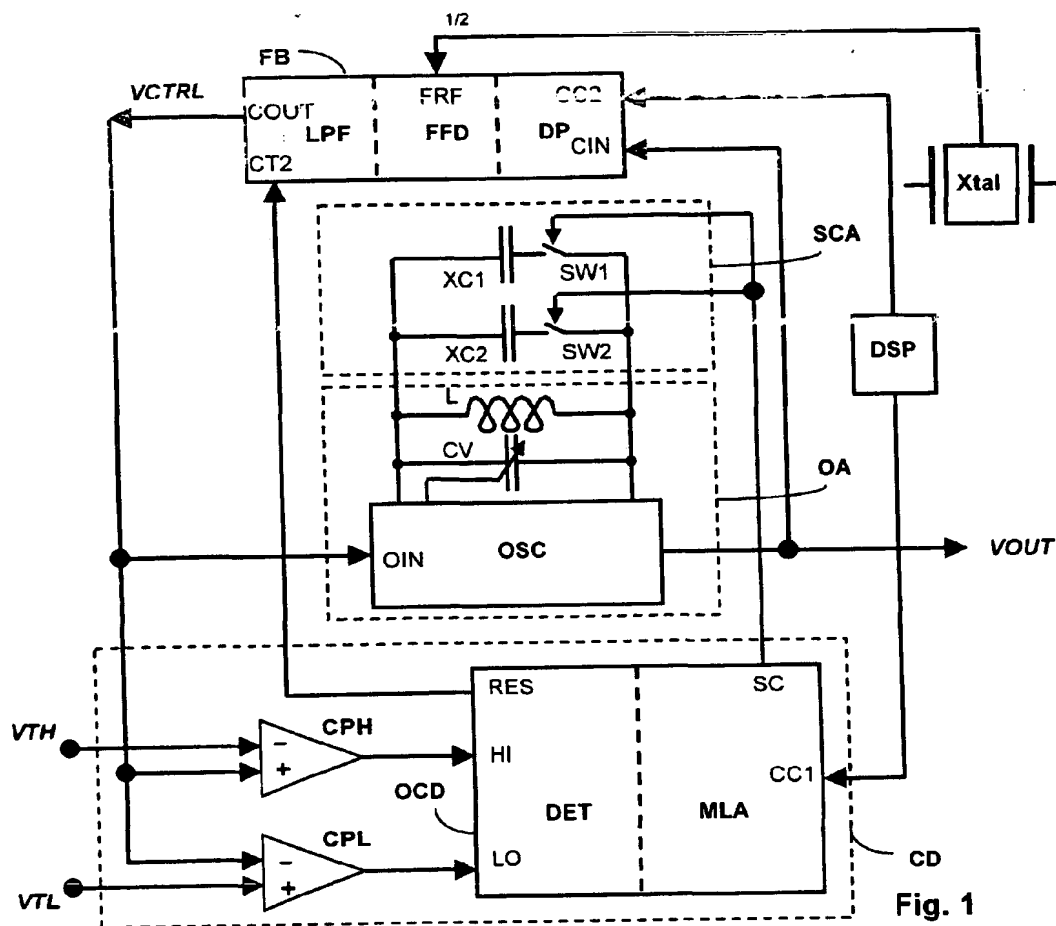 1/2
FB
VCTRL
COUT
LPF
CT2
FRF
FFD
CC2
DP
CIN
Xtal
SCA
XC1
SW1
XC2
SW2
DSP
L
CV
OA
OIN
OSC
VOUT
RES
SC
VTH
CPH
-
+
HI
CC1
OCD
DET
MLA
CPL
-
+
LO
CD
VTL
Fig. 1